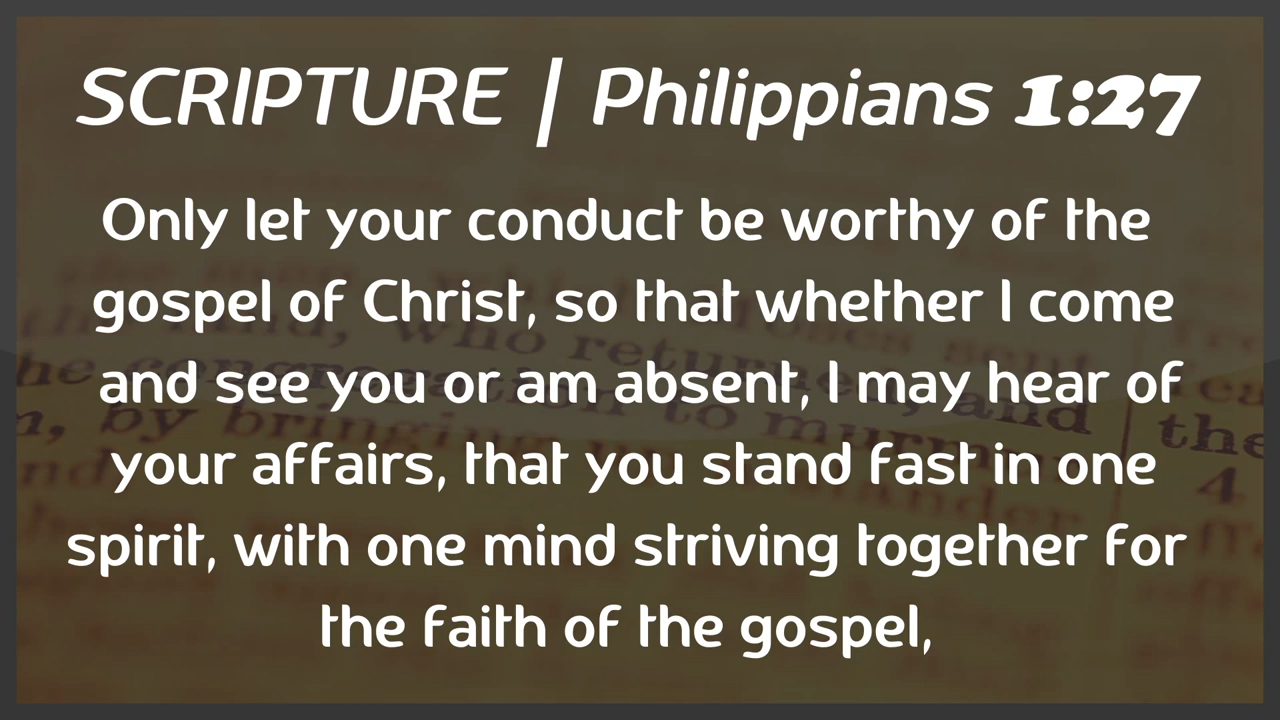 SCRIPTURE | Philippians 1:27
Only let your conduct be worthy of the
gospel of Christ, so that whether I come
and see you or am absent, I may hear of
your affairs, that you stand fast in one
spirit, with one mind striving together for
the faith of the gospel,